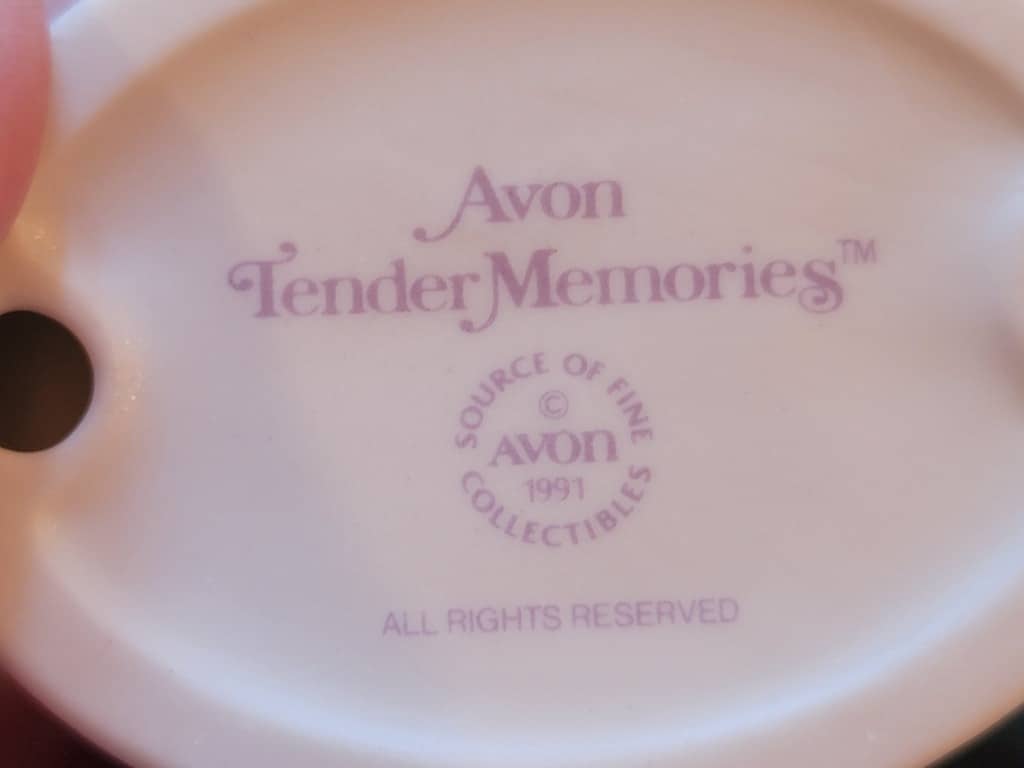 Avon
Tender Memories™
SOURCE OF FINE
©
AVON
1991
COLLECTIBLES
ALL RIGHTS RESERVED